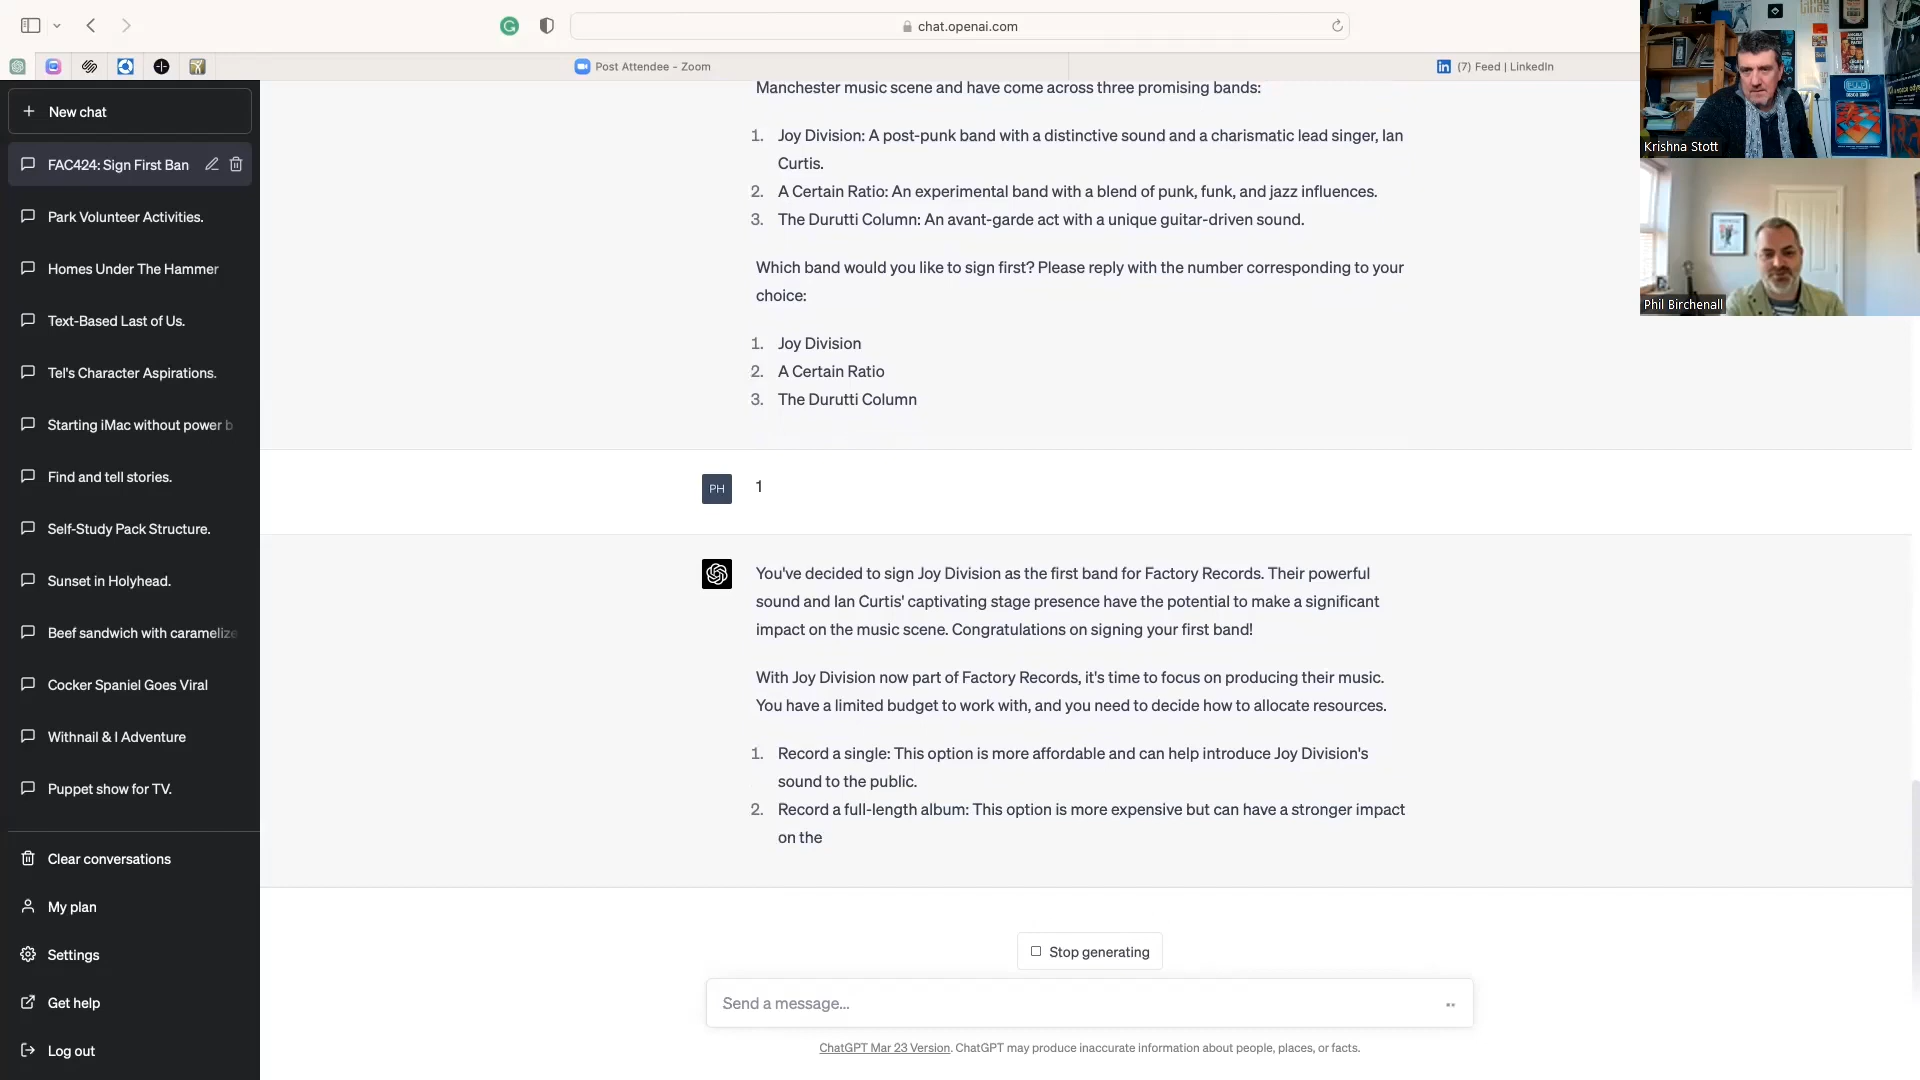 chat.openai.com
Post Attendee - Zoom
(7) Feed | LinkedIn
New chat
FAC424: Sign First Ban
Park Volunteer Activities.
Homes Under The Hammer
Text-Based Last of Us.
Tel's Character Aspirations.
Starting iMac without power b
Find and tell stories.
Self-Study Pack Structure.
Sunset in Holyhead.
Beef sandwich with caramelize
Cocker Spaniel Goes Viral
Withnail & I Adventure
Puppet show for TV.
Clear conversations
My plan
Settings
Get help
Log out
Manchester music scene and have come across three promising bands:
1. Joy Division: A post-punk band with a distinctive sound and a charismatic lead singer, Ian
Curtis.
2. A Certain Ratio: An experimental band with a blend of punk, funk, and jazz influences.
3. The Durutti Column: An avant-garde act with a unique guitar-driven sound.
Which band would you like to sign first? Please reply with the number corresponding to your
choice:
1. Joy Division
2. A Certain Ratio
3. The Durutti Column
PH
1
You've decided to sign Joy Division as the first band for Factory Records. Their powerful
sound and Ian Curtis' captivating stage presence have the potential to make a significant
impact on the music scene. Congratulations on signing your first band!
With Joy Division now part of Factory Records, it's time to focus on producing their music.
You have a limited budget to work with, and you need to decide how to allocate resources.
1. Record a single: This option is more affordable and can help introduce Joy Division's
sound to the public.
2. Record a full-length album: This option is more expensive but can have a stronger impact
on the
Stop generating
Send a message...
ChatGPT Mar 23 Version. ChatGPT may produce inaccurate information about people, places, or facts.
Krishna Stott
Phil Birchenall